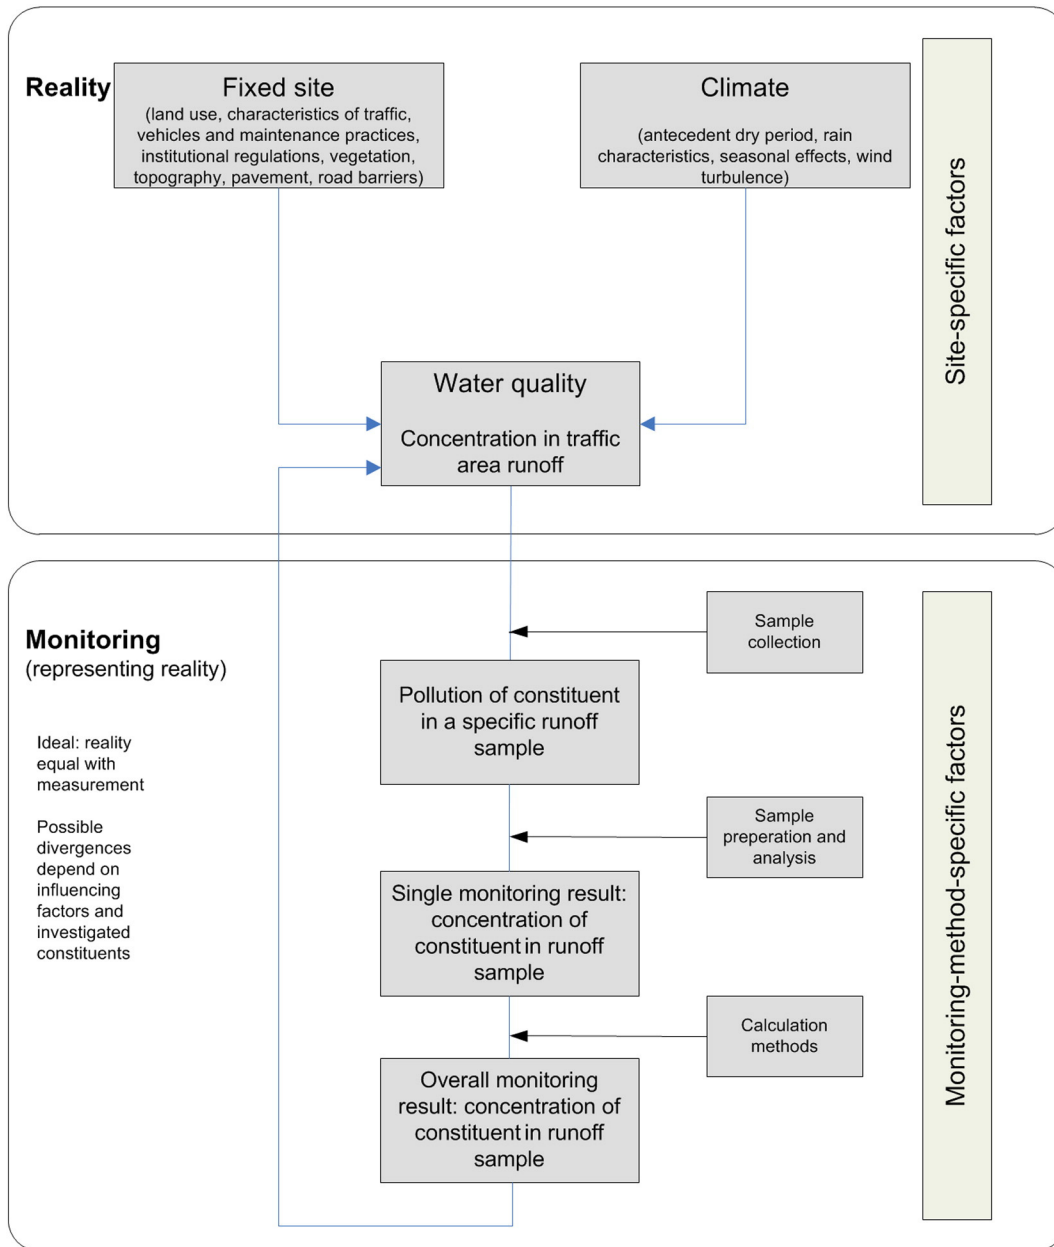 Reality
Fixed site
(land use, characteristics of traffic,
vehicles and maintenance practices,
institutional regulations, vegetation,
topography, pavement, road barriers)
Climate
(antecedent dry period, rain
characteristics, seasonal effects, wind
turbulence)
Site-specific factors
Water quality
Concentration in traffic
area runoff
Monitoring
(representing reality)
Ideal: reality
equal with
measurement
Possible
divergences
depend on
influencing
factors and
investigated
constituents
Sample
collection
Pollution of constituent
in a specific runoff
sample
Sample
preperation and
analysis
Single monitoring result:
concentration of
constituent in runoff
sample
Calculation
methods
Overall monitoring
result: concentration of
constituent in runoff
sample
Monitoring-method-specific factors